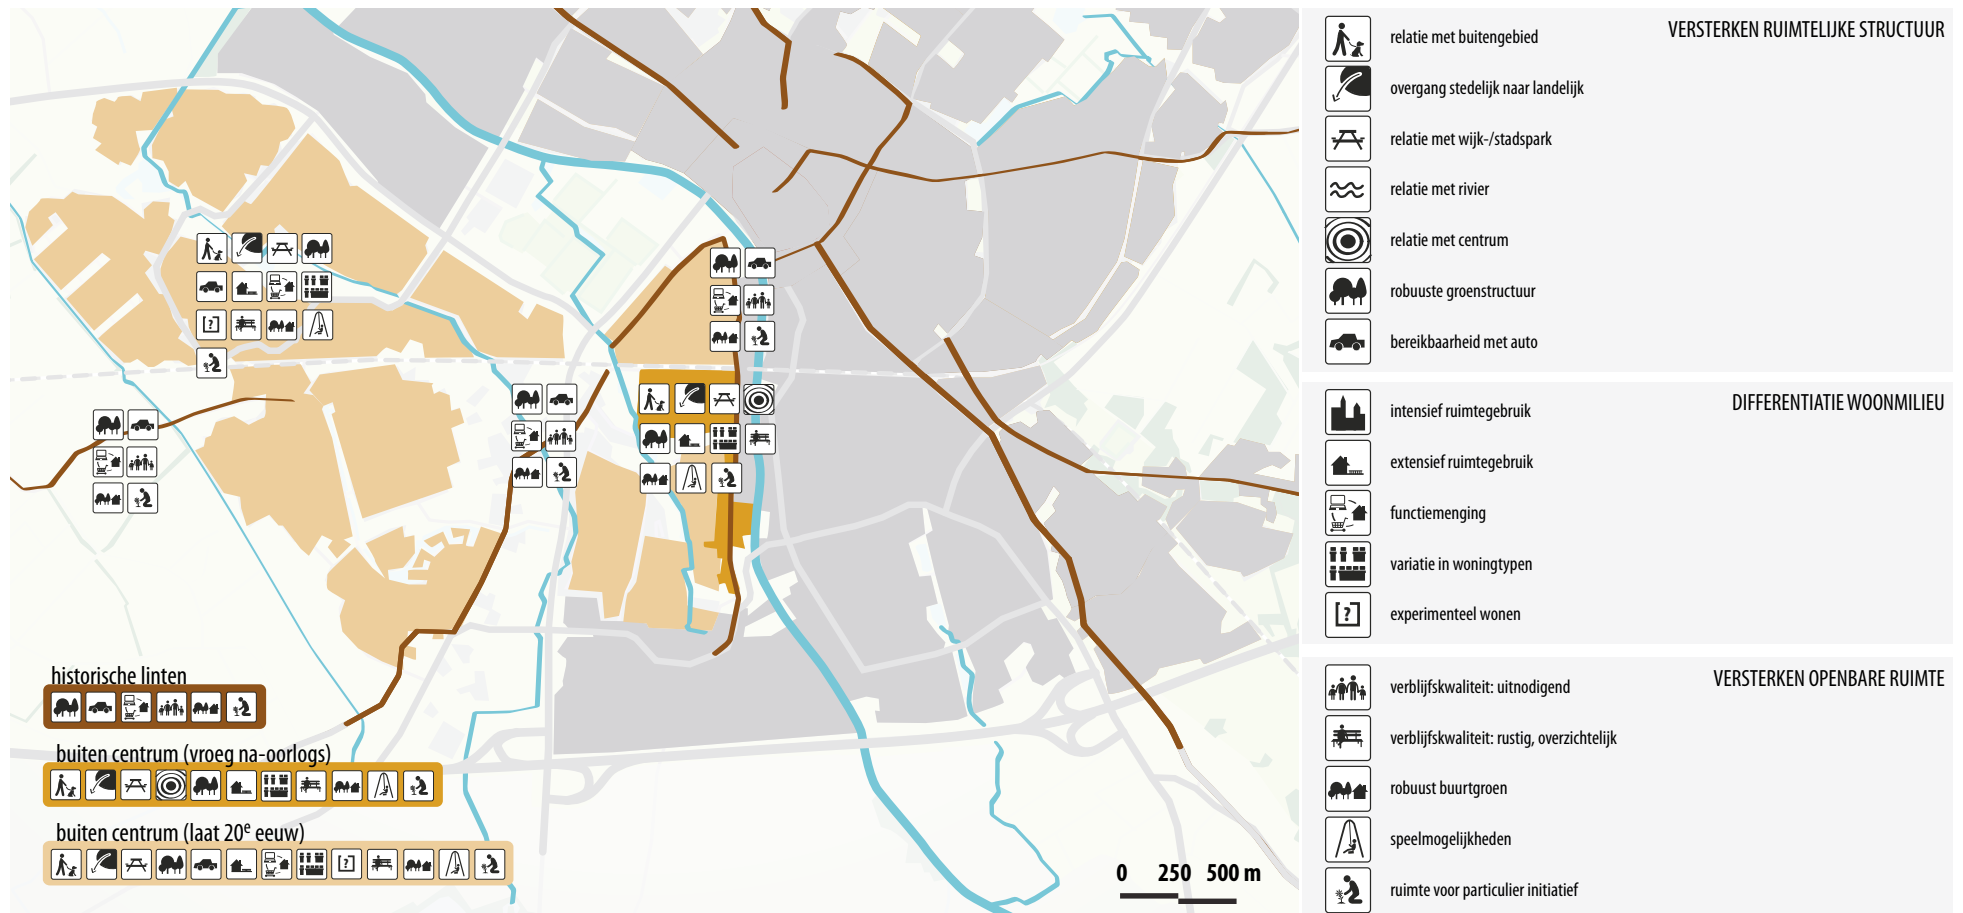 VERSTERKEN RUIMTELIJKE STRUCTUUR
relatie met buitengebied
overgang stedelijk naar landelijk
relatie met wijk-/stadspark
relatie met rivier
relatie met centrum
robuuste groenstructuur
bereikbaarheid met auto
DIFFERENTIATIE WOONMILIEU
intensief ruimtegebruik
extensief ruimtegebruik
functiemenging
variatie in woningtypen
[?] experimenteel wonen
VERSTERKEN OPENBARE RUIMTE
verblijfskwaliteit: uitnodigend
verblijfskwaliteit: rustig, overzichtelijk
robuust buurtgroen
speelmogelijkheden
ruimte voor particulier initiatief
[?]
historische linten
buiten centrum (vroeg na-oorlogs)
buiten centrum (laat 20e eeuw)
[?]
0 250 500 m